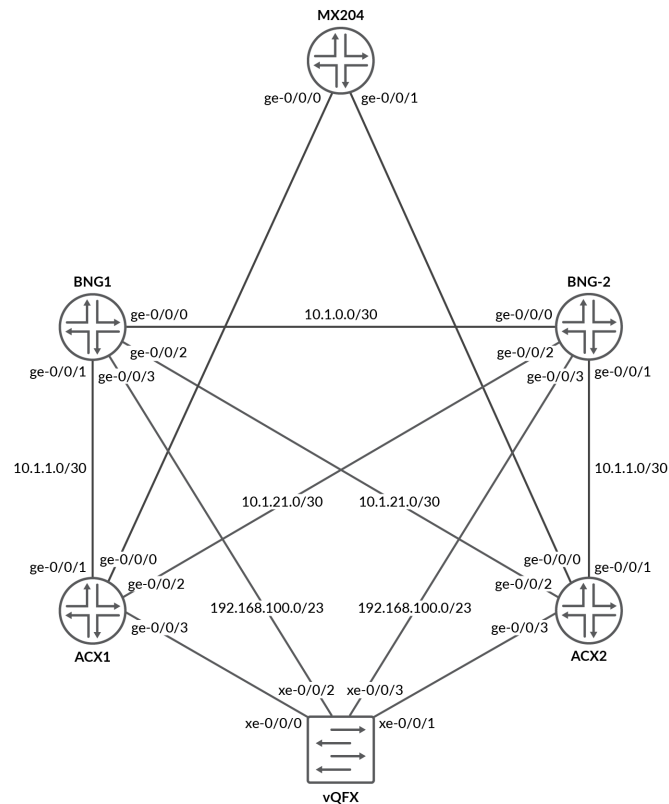 MX204
ge-0/0/0
ge-0/0/1
BNG1
BNG-2
ge-0/0/0
10.1.0.0/30
ge-0/0/0
ge-0/0/2
ge-0/0/2
ge-0/0/1
ge-0/0/3
ge-0/0/3
ge-0/0/1
10.1.1.0/30
10.1.1.0/30
10.1.21.0/30
10.1.21.0/30
ge-0/0/1
ge-0/0/0
ge-0/0/0
ge-0/0/1
ge-0/0/2
ge-0/0/2
192.168.100.0/23
192.168.100.0/23
ge-0/0/3
ge-0/0/3
ACX1
ACX2
xe-0/0/2
xe-0/0/3
xe-0/0/0
xe-0/0/1
vQFX